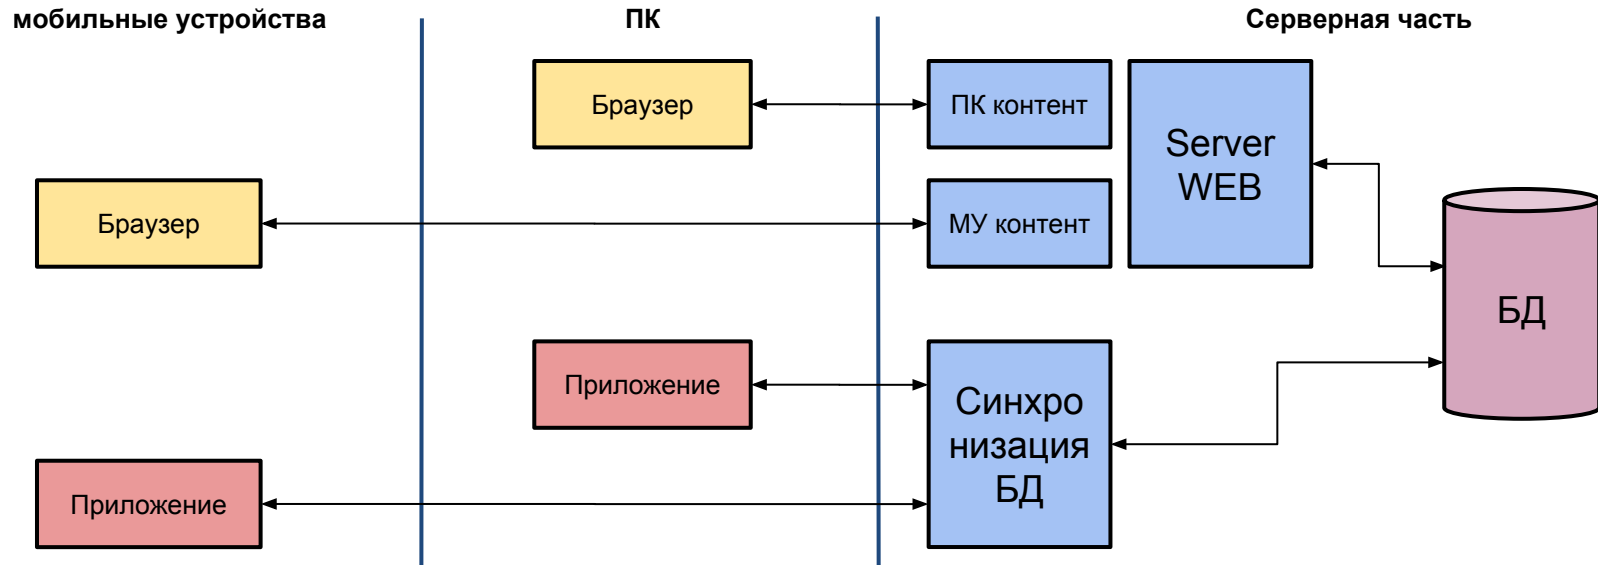 мобильные устройства
ПК
Серверная часть
Браузер
ПК контент
Server
WEB
Браузер
МУ контент
БД
Приложение
Синхро
низация
БД
Приложение